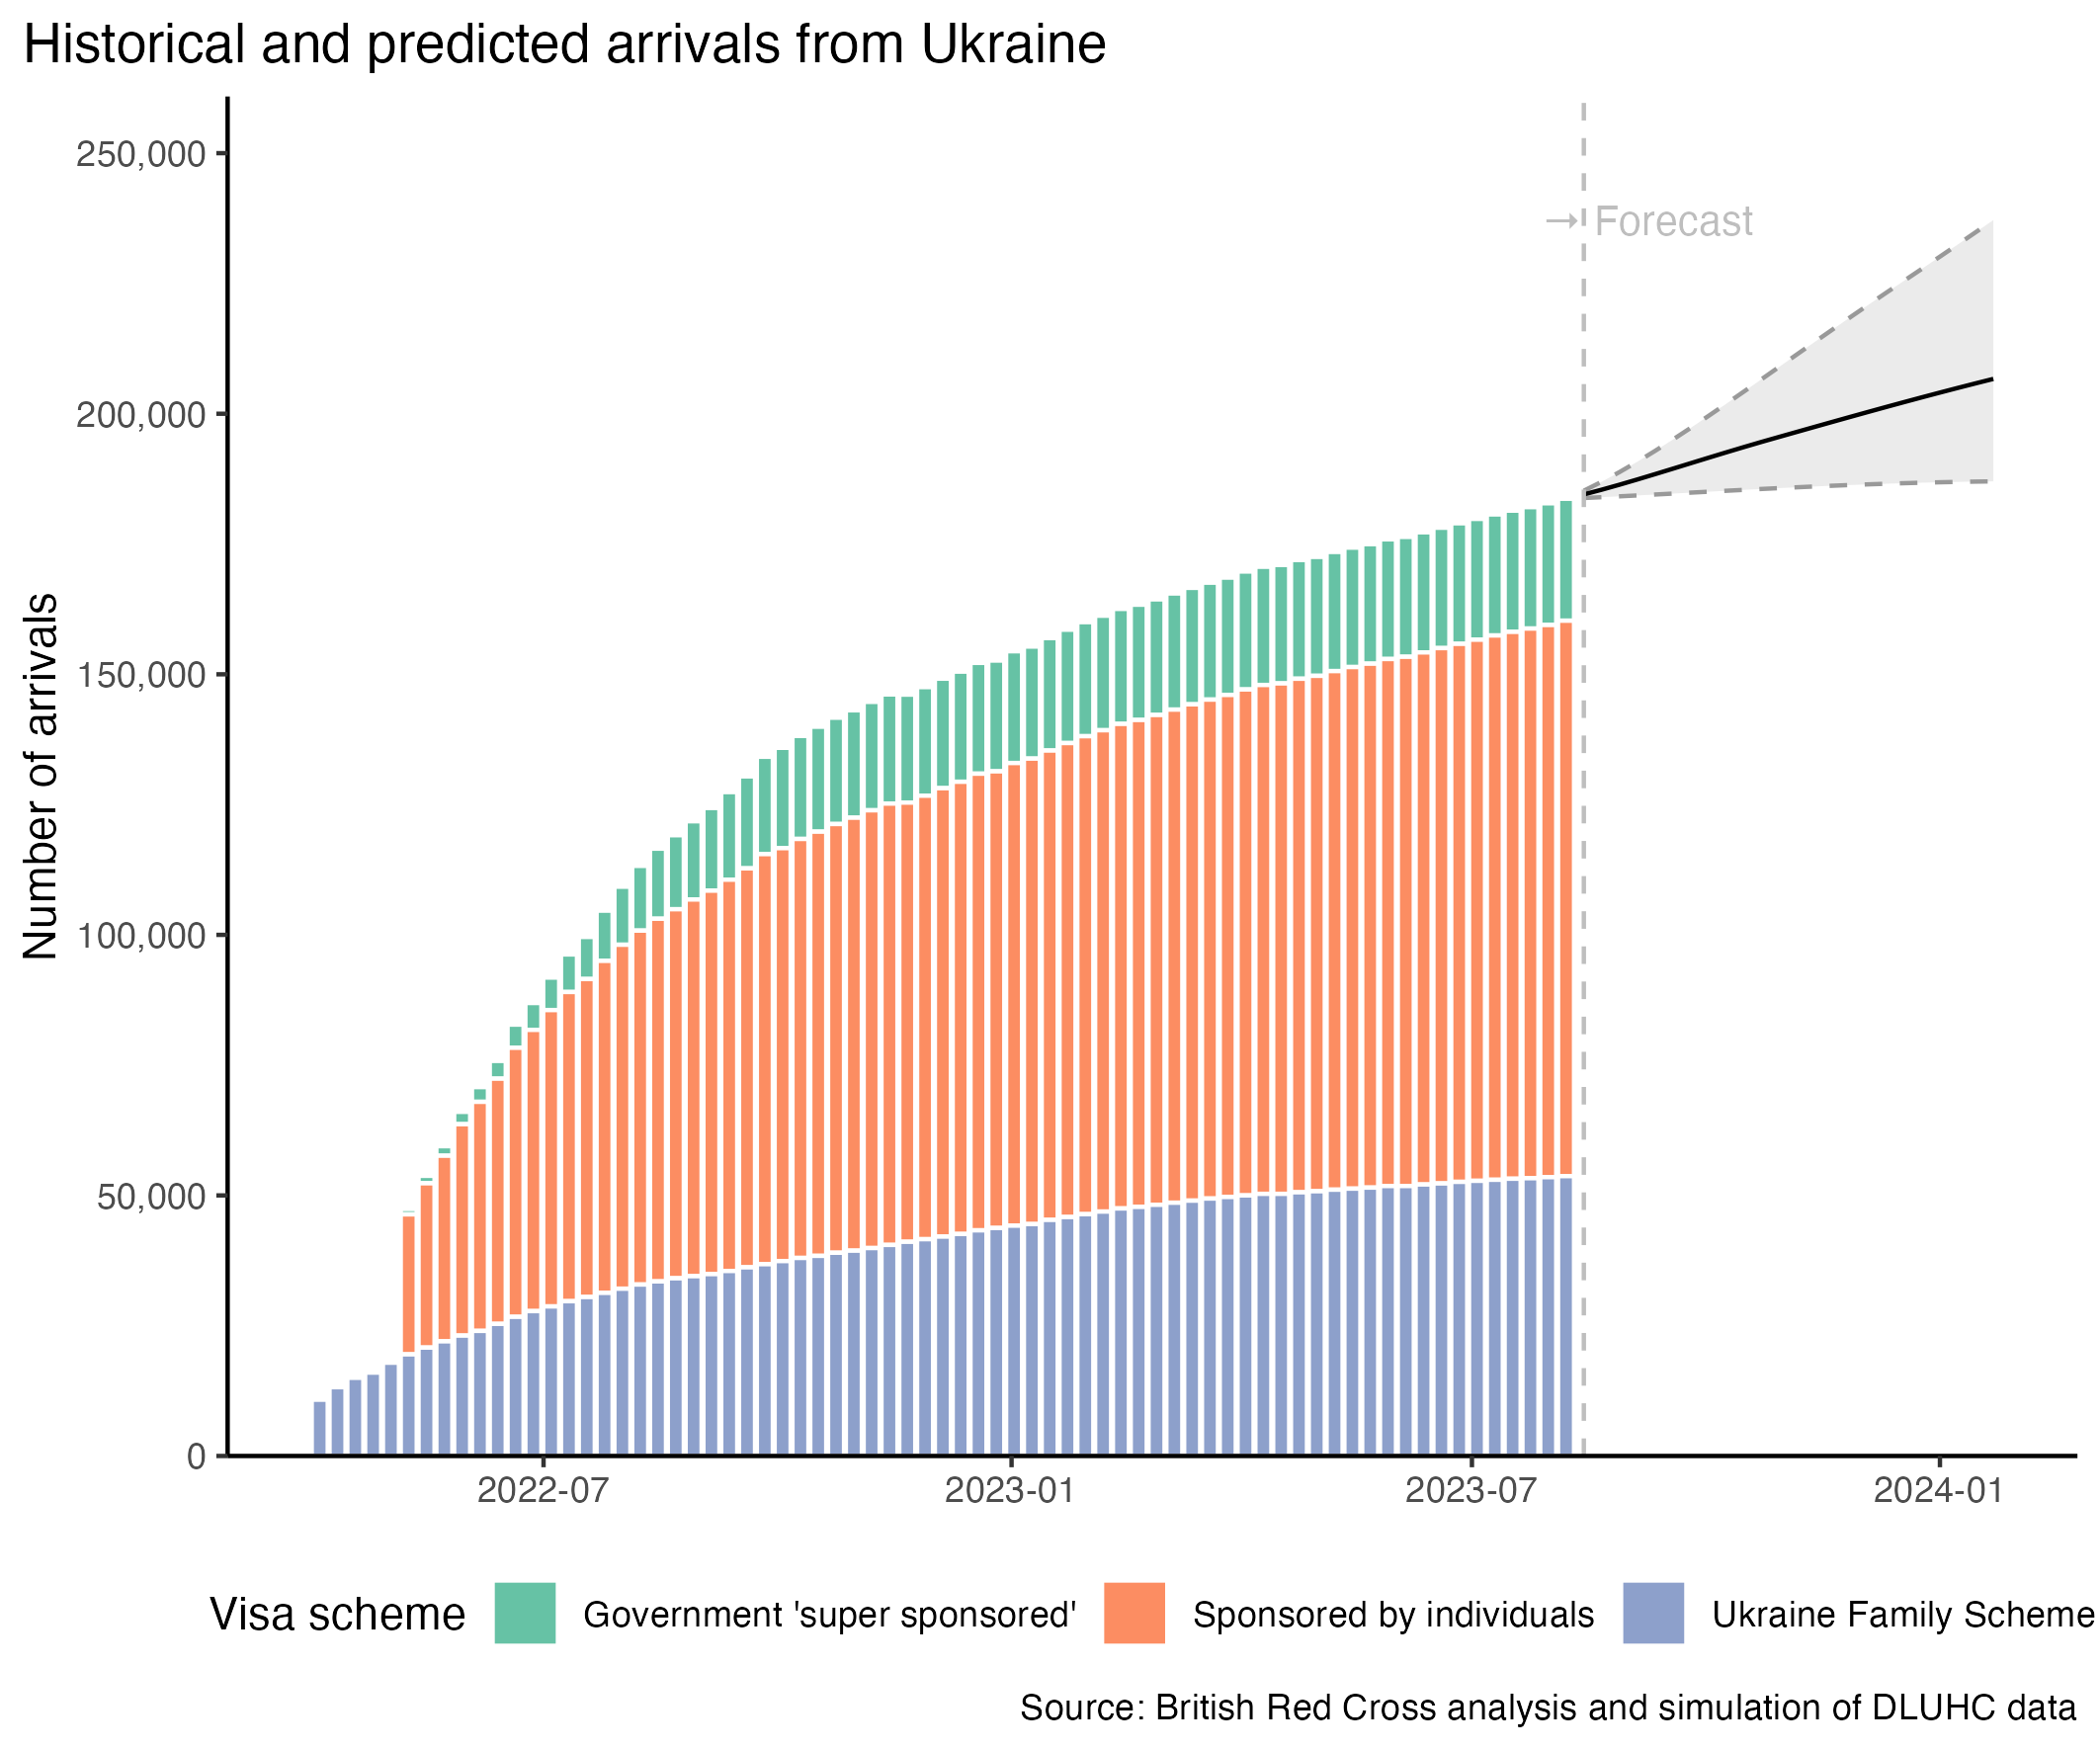 Historical and predicted arrivals from Ukraine
Number of arrivals
250,000
200,000
150,000
100,000
50,000
0
Forecast
2022-07
2023-01
2023-07
2024-01
Visa scheme
Government 'super sponsored'
Sponsored by individuals
Ukraine Family Scheme
Source: British Red Cross analysis and simulation of DLUHC data